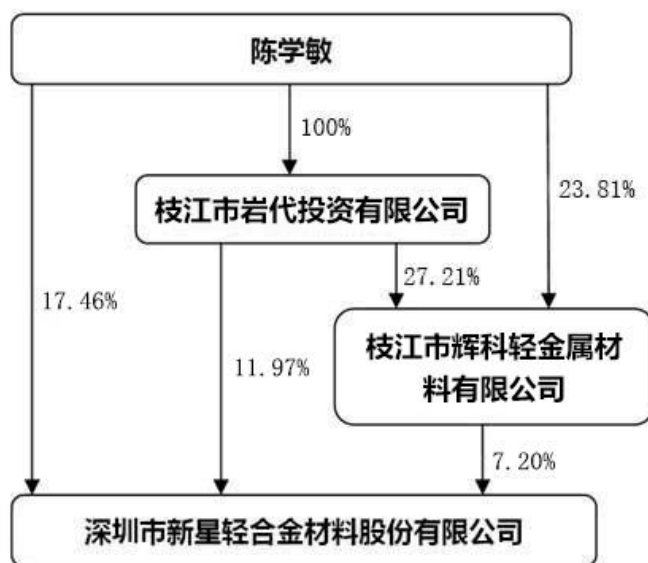 陈学敏
100%
枝江市岩代投资有限公司
23.81%
27.21%
17.46%
枝江市辉科轻金属材
料有限公司
11.97%
7.20%
深圳市新星轻合金材料股份有限公司